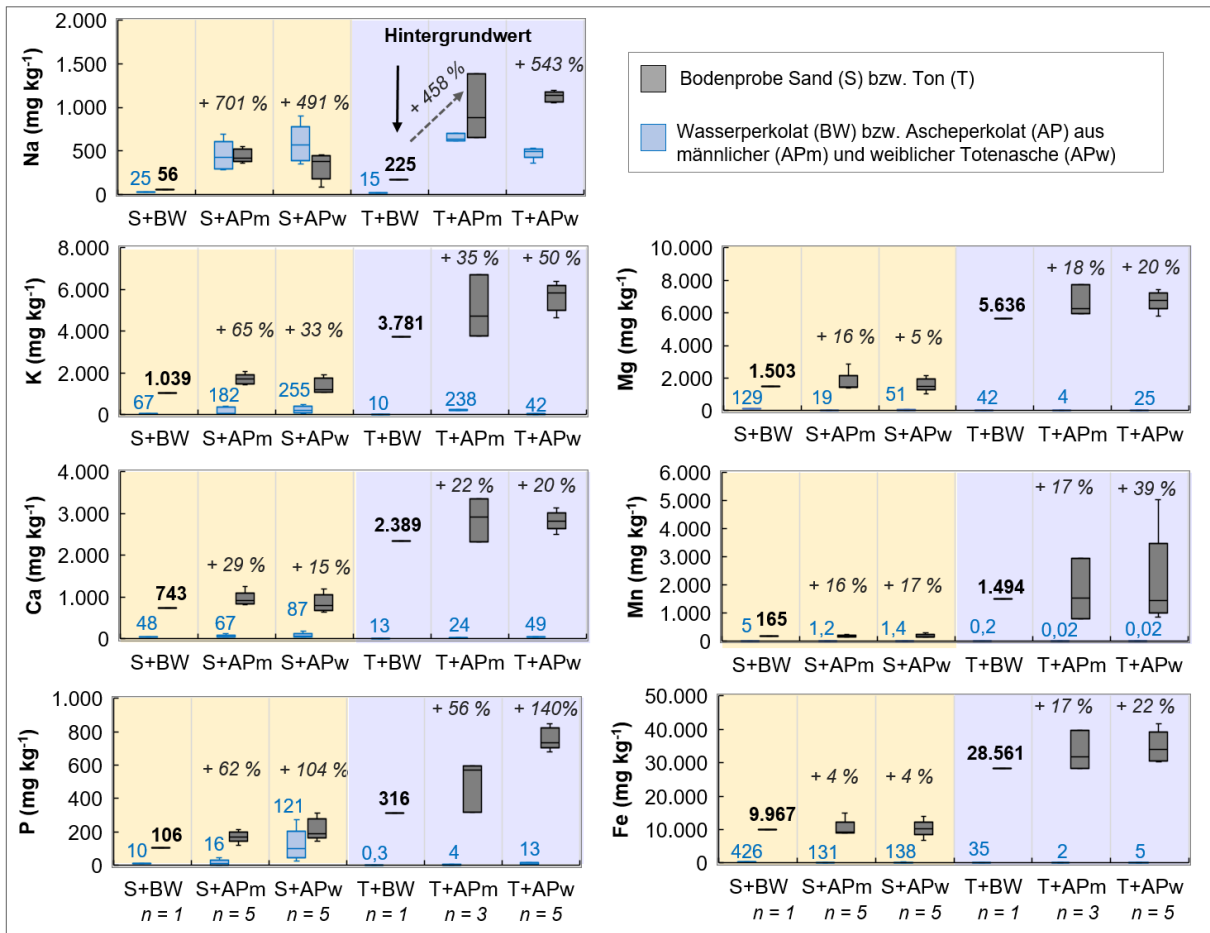 Na (mg kg-1)
2.000
1.500
1.000
500
0
Hintergrundwert
+ 701 %
+ 491 %
+ 458 %
+ 543 %
25
56
15
225
S+BW
S+APm
S+APw
T+BW
T+APm
T+APw
Bodenprobe Sand (S) bzw. Ton (T)
Wasserperkolat (BW) bzw. Ascheperkolat (AP) aus
männlicher (APm) und weiblicher Totenasche (APw)
K (mg kg-1)
8.000
6.000
4.000
2.000
0
+ 65 %
+ 33 %
+ 35 %
+ 50 %
1.039
3.781
67
182
255
10
238
42
S+BW
S+APm
S+APw
T+BW
T+APm
T+APw
Mg (mg kg-1)
10.000
8.000
6.000
4.000
2.000
0
+ 16 %
+ 5 %
+ 18 %
+ 20 %
1.503
5.636
129
19
51
42
4
25
S+BW
S+APm
S+APw
T+BW
T+APm
T+APw
Ca (mg kg-1)
4.000
3.000
2.000
1.000
0
+ 29 %
+ 15 %
+ 22 %
+ 20 %
743
2.389
48
67
87
13
24
49
S+BW
S+APm
S+APw
T+BW
T+APm
T+APw
Mn (mg kg-1)
6.000
5.000
4.000
3.000
2.000
1.000
0
+ 16 %
+ 17 %
+ 17 %
+ 39 %
165
1.494
5
1,2
1,4
0,2
0,02
0,02
S+BW
S+APm
S+APw
T+BW
T+APm
T+APw
P (mg kg-1)
1.000
800
600
400
200
0
+ 62 %
+ 104 %
+ 56 %
+ 140%
106
316
10
16
121
0,3
4
13
S+BW
S+APm
S+APw
T+BW
T+APm
T+APw
n = 1
n = 5
n = 5
n = 1
n = 3
n = 5
Fe (mg kg-1)
50.000
40.000
30.000
20.000
10.000
0
+ 4 %
+ 4 %
+ 17 %
+ 22 %
9.967
28.561
426
131
138
35
2
5
S+BW
S+APm
S+APw
T+BW
T+APm
T+APw
n = 1
n = 5
n = 5
n = 1
n = 3
n = 5